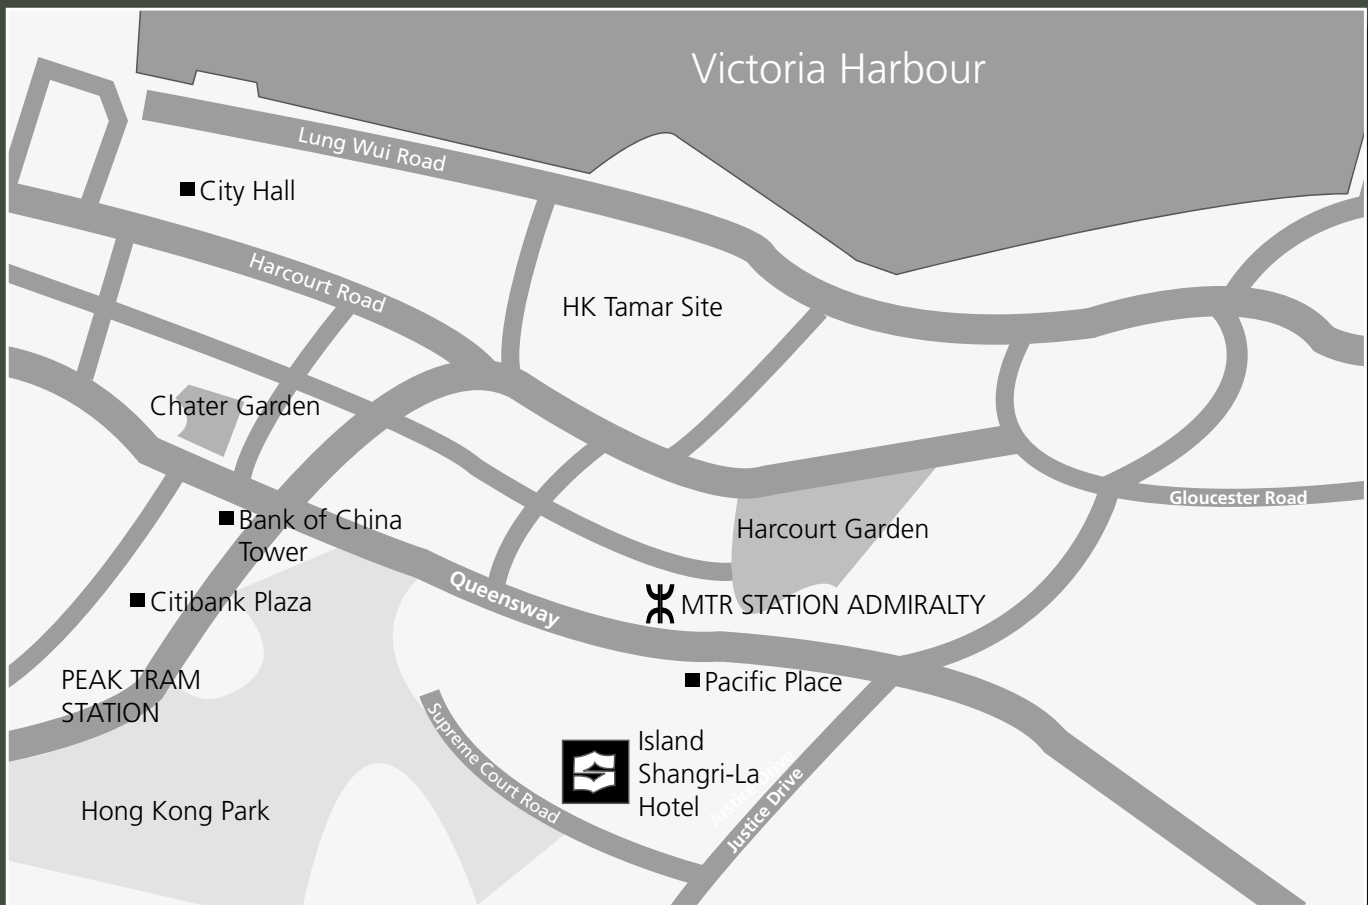 Victoria Harbour
Lung Wui Road
City Hall
Harcourt Road
HK Tamar Site
Chater Garden
Gloucester Road
Bank of China
Tower
Harcourt Garden
Queensway
Citibank Plaza
MTR STATION ADMIRALTY
PEAK TRAM
STATION
Pacific Place
Supreme Court Road
Island
Shangri-La
Hotel
Justice Drive
Justice Drive
Hong Kong Park